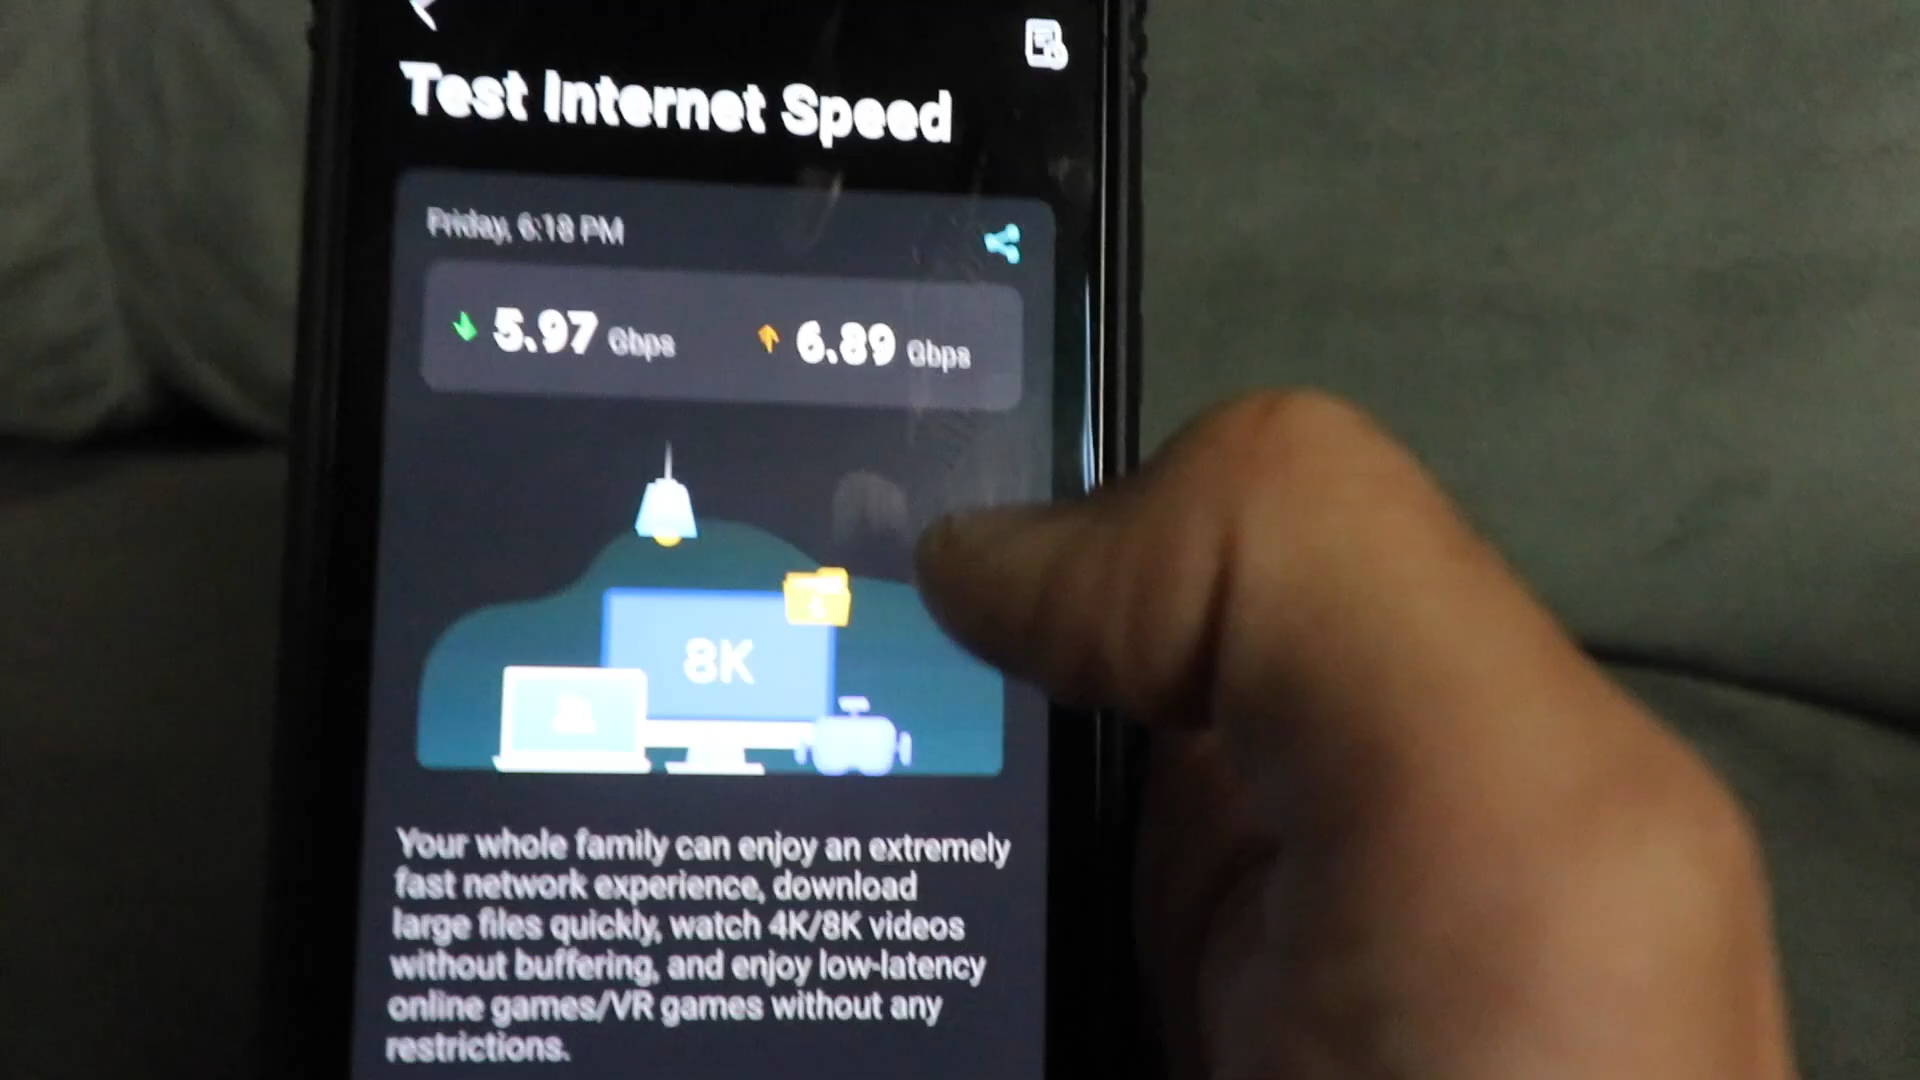 Test Internet Speed
Friday, 6:18 PM
5.97 Gbps 6.89 Gbps
8K
Your whole family can enjoy an extremely
fast network experience, download
large files quickly, watch 4K/8K videos
without buffering, and enjoy low-latency
online games/VR games without any
restrictions.